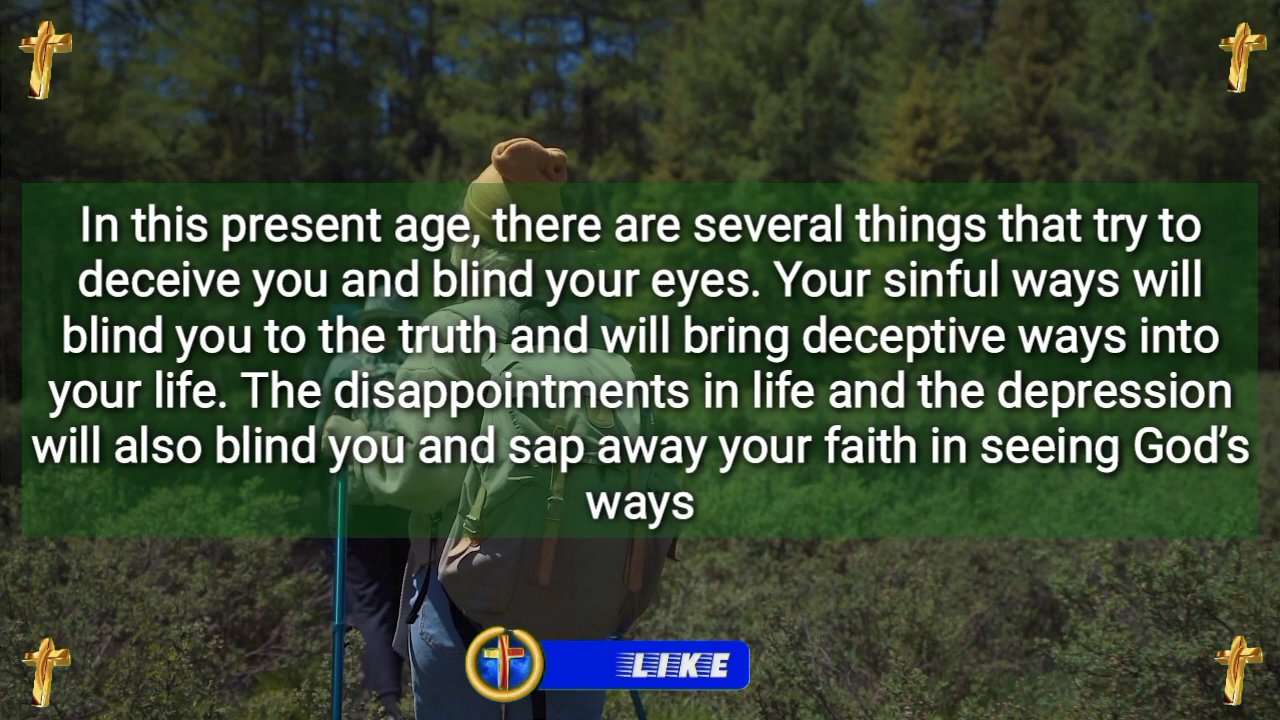 In this present age, there are several things that try to
deceive you and blind your eyes. Your sinful ways will
blind you to the truth and will bring deceptive ways into
your life. The disappointments in life and the depression
will also blind you and sap away your faith in seeing God’s
ways
LIKE